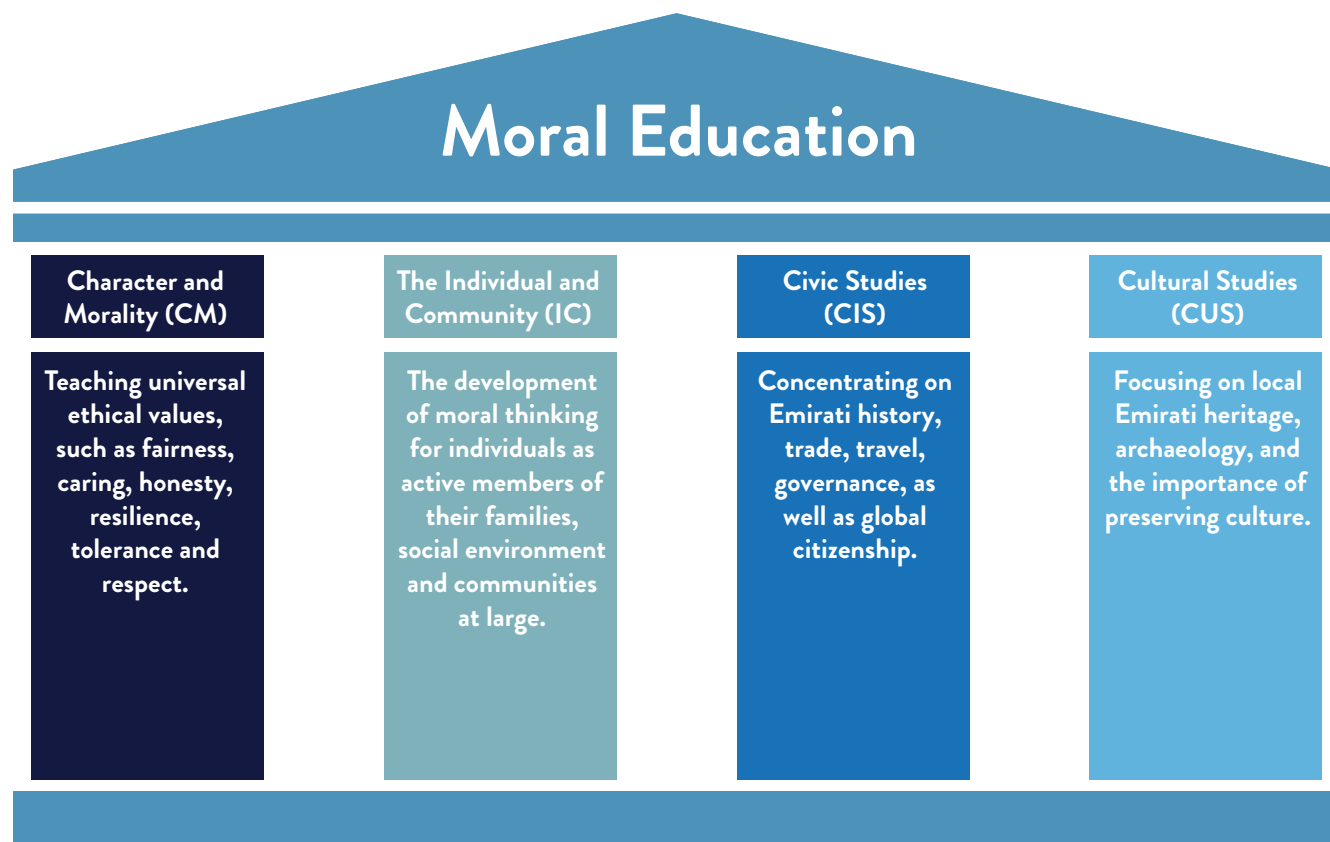 Moral Education
Character and
Morality (CM)
Teaching universal
ethical values,
such as fairness,
caring, honesty,
resilience,
tolerance and
respect.
The Individual and
Community (IC)
The development
of moral thinking
for individuals as
active members of
their families,
social environment
and communities
at large.
Civic Studies
(CIS)
Concentrating on
Emirati history,
trade, travel,
governance, as
well as global
citizenship.
Cultural Studies
(CUS)
Focusing on local
Emirati heritage,
archaeology, and
the importance of
preserving culture.